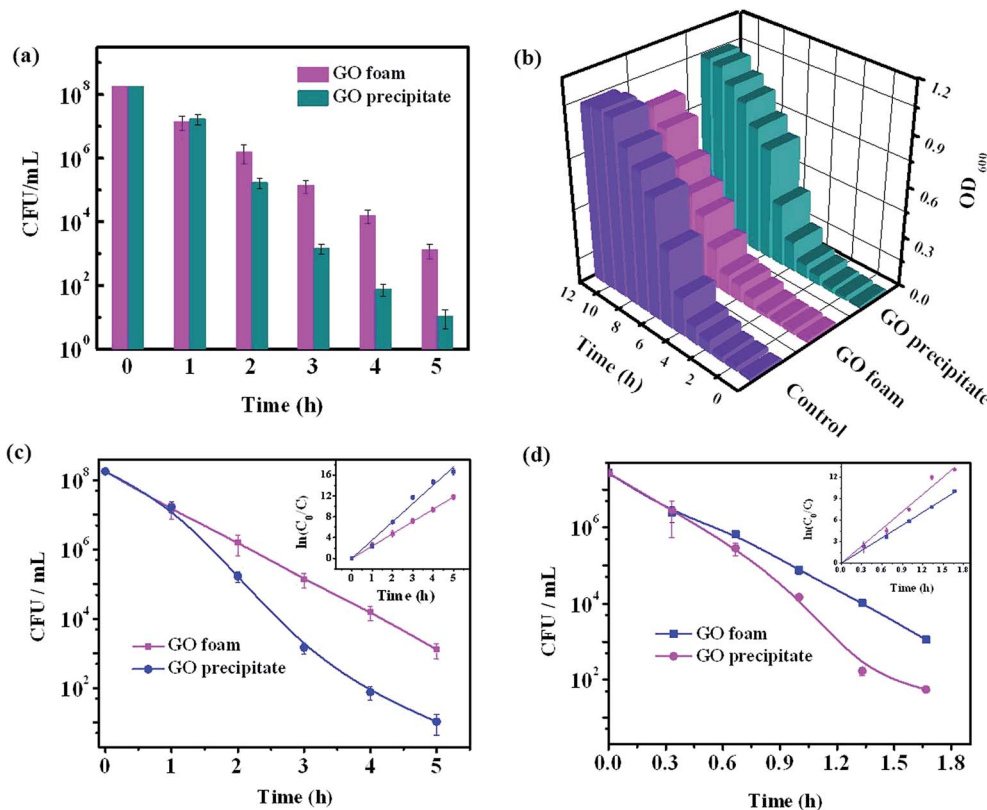 (a)
GO foam
GO precipitate
CFU/mL
10^8
10^6
10^4
10^2
10^0
0 1 2 3 4 5
Time (h)
(b)
1.2
0.9
0.6
0.3
0.0
OD 600
12 10 8 6 4 2 0
Time (h)
GO precipitate
GO foam
Control
(c)
CFU / mL
10^8
10^6
10^4
10^2
0 1 2 3 4 5
Time (h)
GO foam
GO precipitate
ln(C0/C)
16
12
8
4
0
0 1 2 3 4 5
Time (h)
(d)
CFU / mL
10^6
10^4
10^2
0.0 0.3 0.6 0.9 1.2 1.5 1.8
Time (h)
GO foam
GO precipitate
ln(C0/C)
12
9
6
3
0
0.0 0.3 0.6 0.9 1.2 1.5 1.8
Time (h)